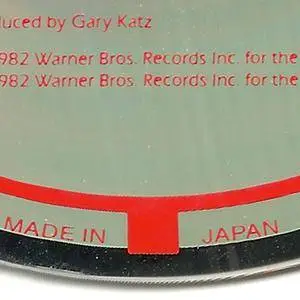 duced by Gary Katz
982 Warner Bros. Records Inc. for the
982 Warner Bros. Records Inc. for the
MADE IN JAPAN